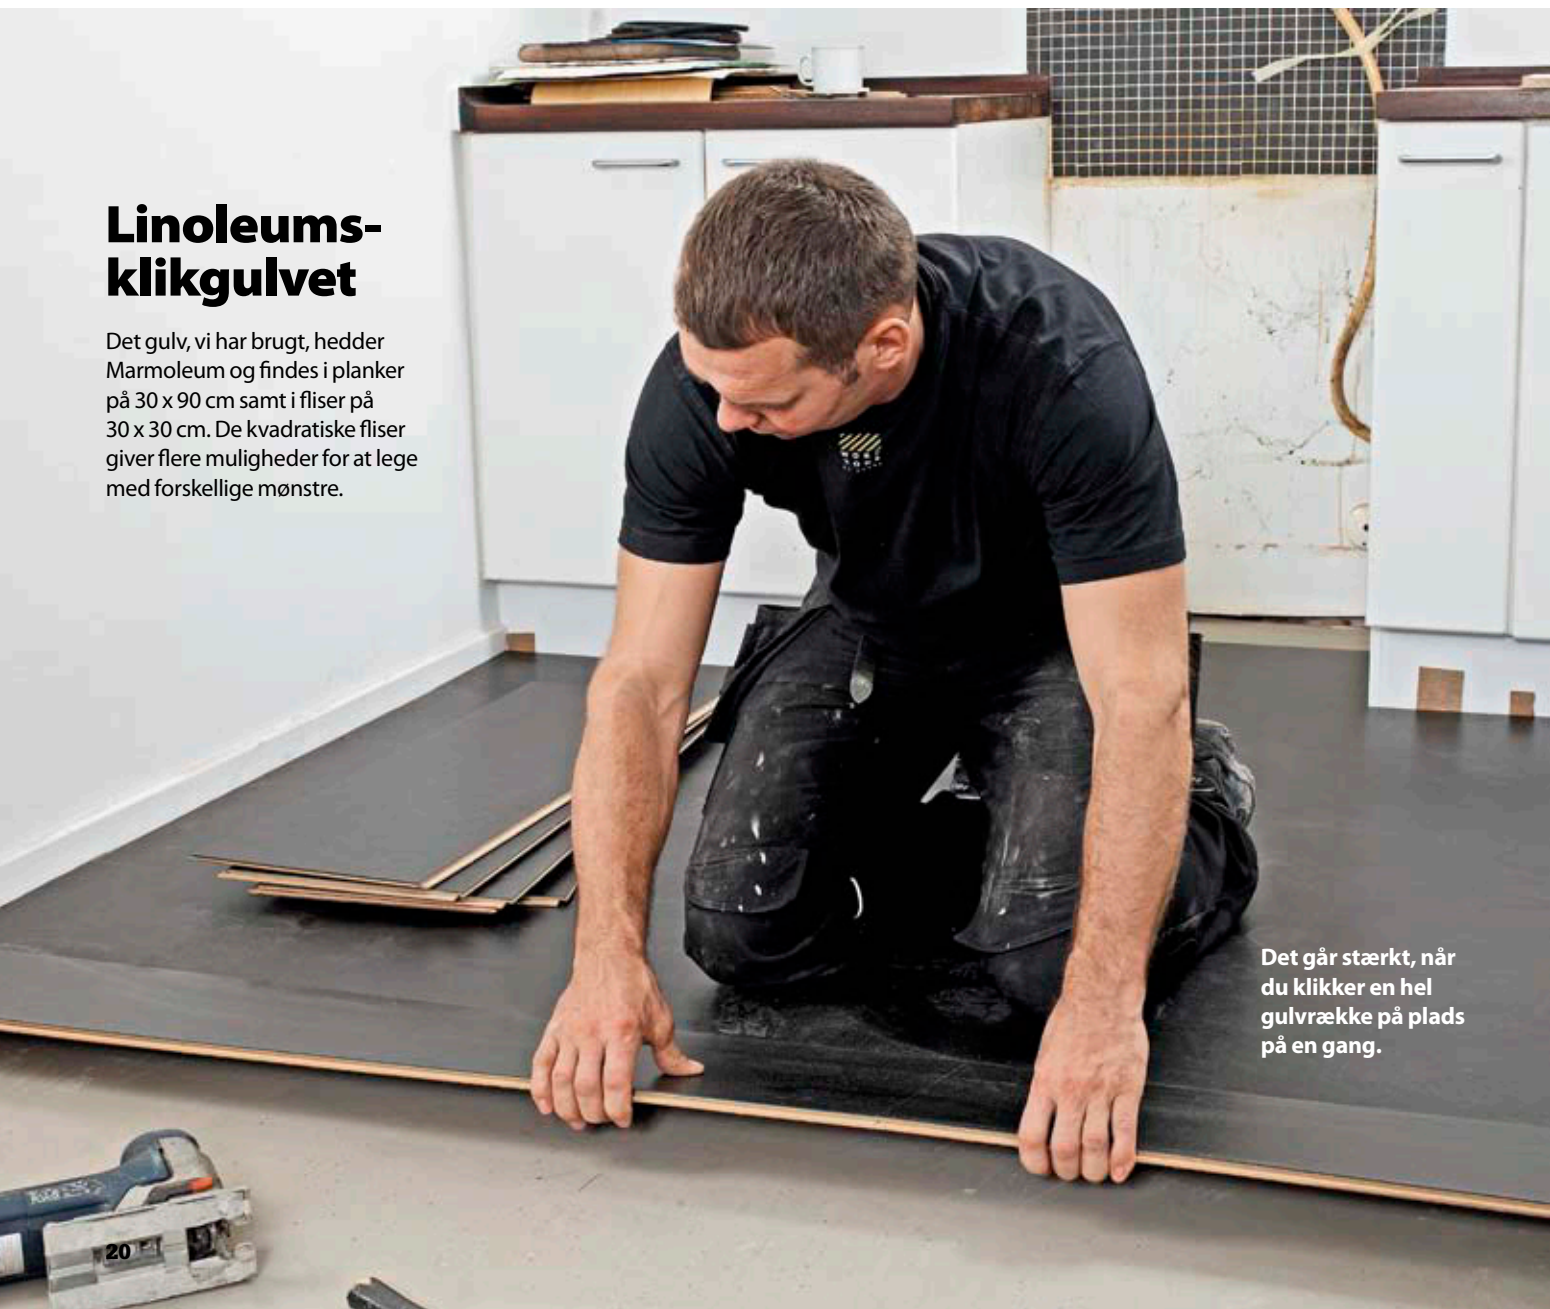 Linoleums-
klikgulvet
Det gulv, vi har brugt, hedder
Marmoleum og findes i planker
på 30 x 90 cm samt i fliser på
30 x 30 cm. De kvadratiske fliser
giver flere muligheder for at lege
med forskellige mønstre.
Det går stærkt, når
du klikker en hel
gulvrække på plads
på en gang.
20